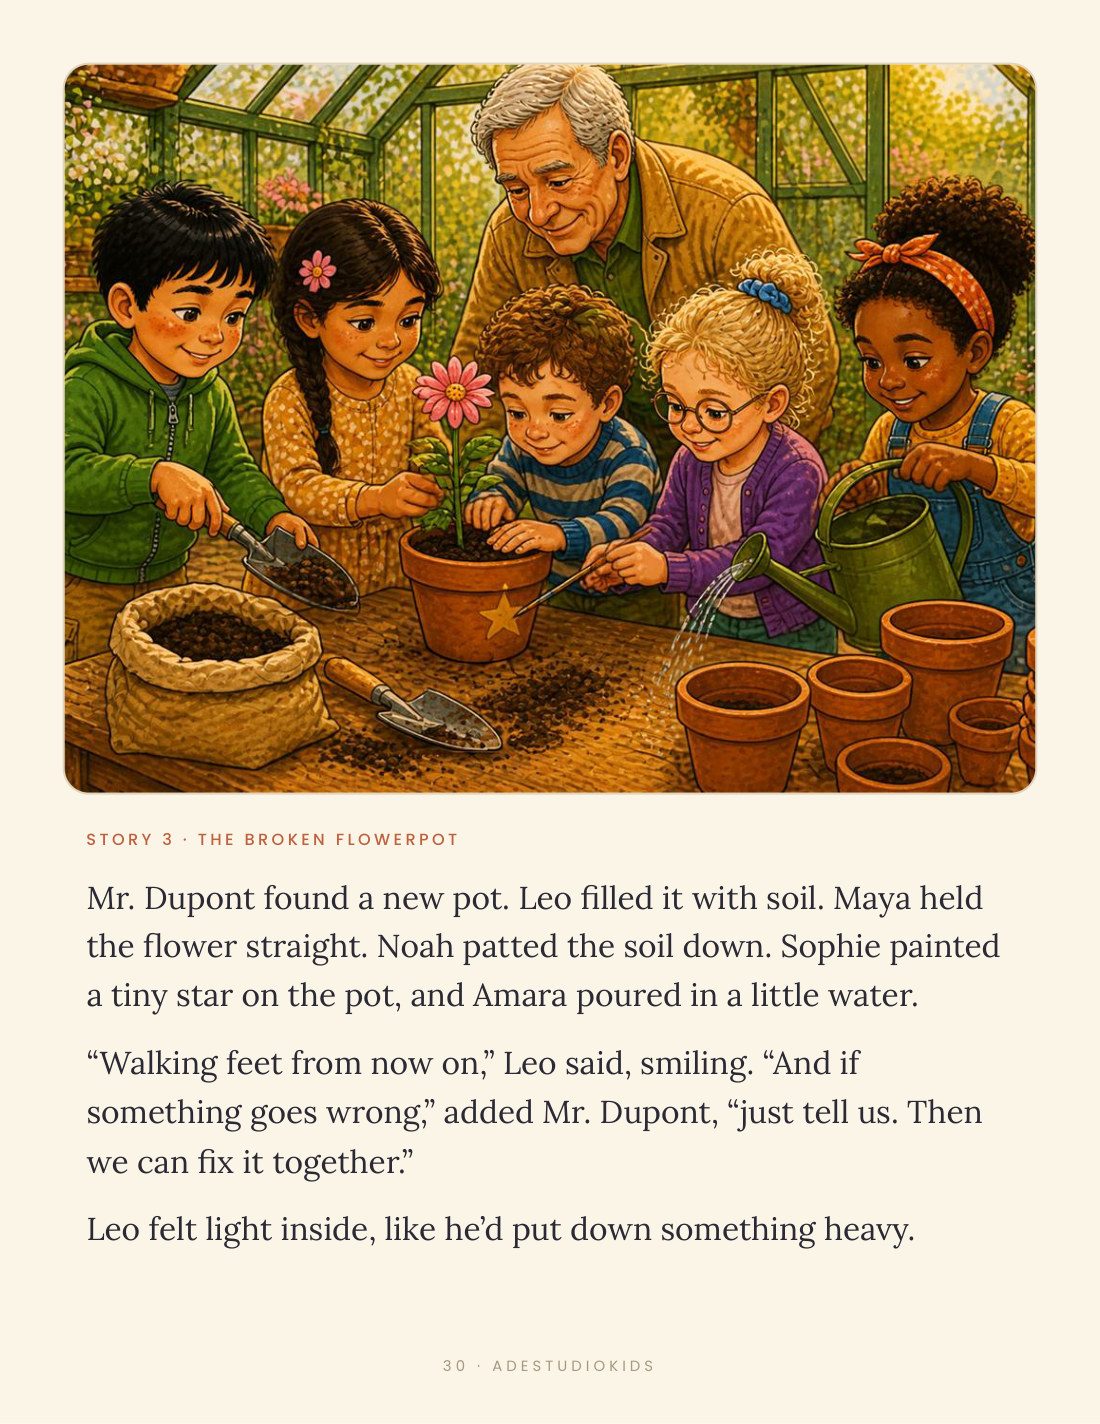 STORY 3 · THE BROKEN FLOWERPOT
Mr. Dupont found a new pot. Leo filled it with soil. Maya held
the flower straight. Noah patted the soil down. Sophie painted
a tiny star on the pot, and Amara poured in a little water.
“Walking feet from now on,” Leo said, smiling. “And if
something goes wrong,” added Mr. Dupont, “just tell us. Then
we can fix it together.”
Leo felt light inside, like he’d put down something heavy.
30 · ADESTUDIOKIDS